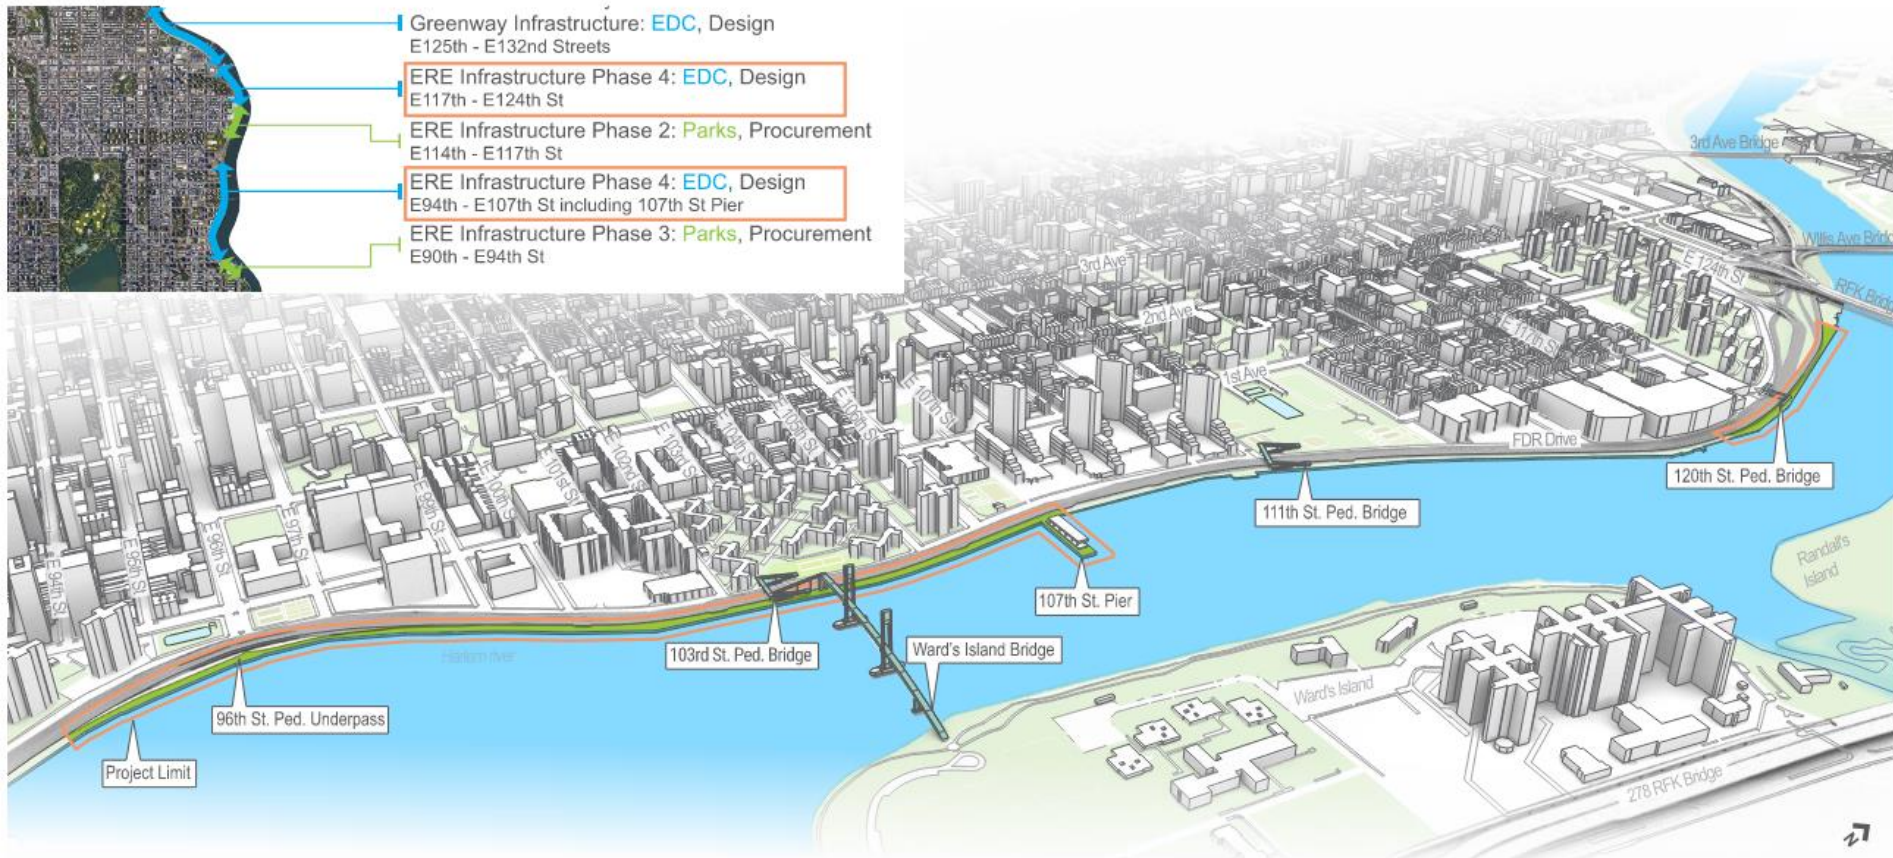 Greenway Infrastructure: EDC, Design
E125th - E132nd Streets
ERE Infrastructure Phase 4: EDC, Design
E117th - E124th St
ERE Infrastructure Phase 2: Parks, Procurement
E114th - E117th St
ERE Infrastructure Phase 4: EDC, Design
E94th - E107th St including 107th St Pier
ERE Infrastructure Phase 3: Parks, Procurement
E90th - E94th St
3rd Ave Bridge
Willis Ave Bridge
RFK Bridge
E 124th St
3rd Ave
2nd Ave
E 117th St
1st Ave
FDR Drive
120th St. Ped. Bridge
111th St. Ped. Bridge
107th St. Pier
E 107th St
E 105th St
E 104th St
E 103rd St
E 102nd St
E 101st St
E 100th St
E 99th St
E 97th St
E 96th St
E 95th St
E 94th St
Randall's
Island
103rd St. Ped. Bridge
Ward's Island Bridge
Harlem river
96th St. Ped. Underpass
Project Limit
Ward's Island
278 RFK Bridge
N